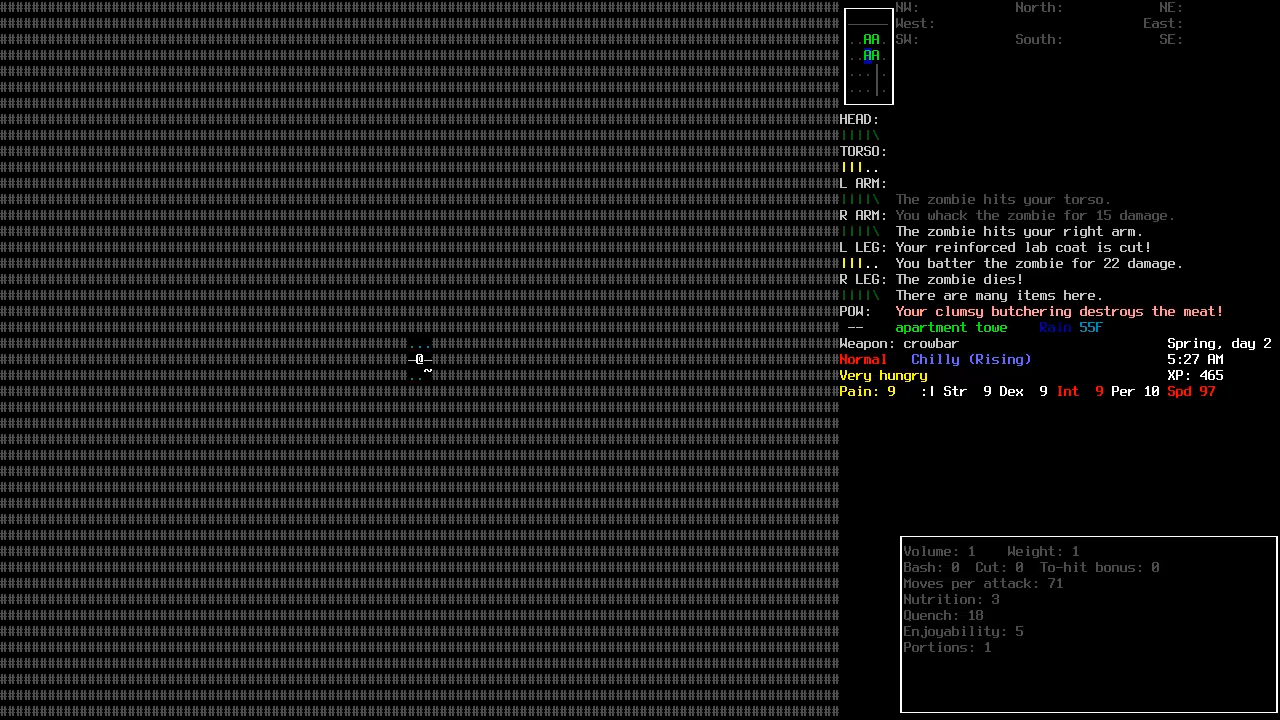 NW: North: NE:
West: East:
..AA. SW: South: SE:
..AA.
...|.
...|.
HEAD:
||||\
TORSO:
|||..
L ARM:
||||\ The zombie hits your torso.
R ARM: You whack the zombie for 15 damage.
||||\ The zombie hits your right arm.
L LEG: Your reinforced lab coat is cut!
|||.. You batter the zombie for 22 damage.
R LEG: The zombie dies!
||||\ There are many items here.
POW: Your clumsy butchering destroys the meat!
-- apartment towe Rain 55F
Weapon: crowbar Spring, day 2
Normal Chilly (Rising) 5:27 AM
Very hungry XP: 465
Pain: 9 :| Str 9 Dex 9 Int 9 Per 10 Spd 97
...
—@—
..~
Volume: 1 Weight: 1
Bash: 0 Cut: 0 To-hit bonus: 0
Moves per attack: 71
Nutrition: 3
Quench: 18
Enjoyability: 5
Portions: 1